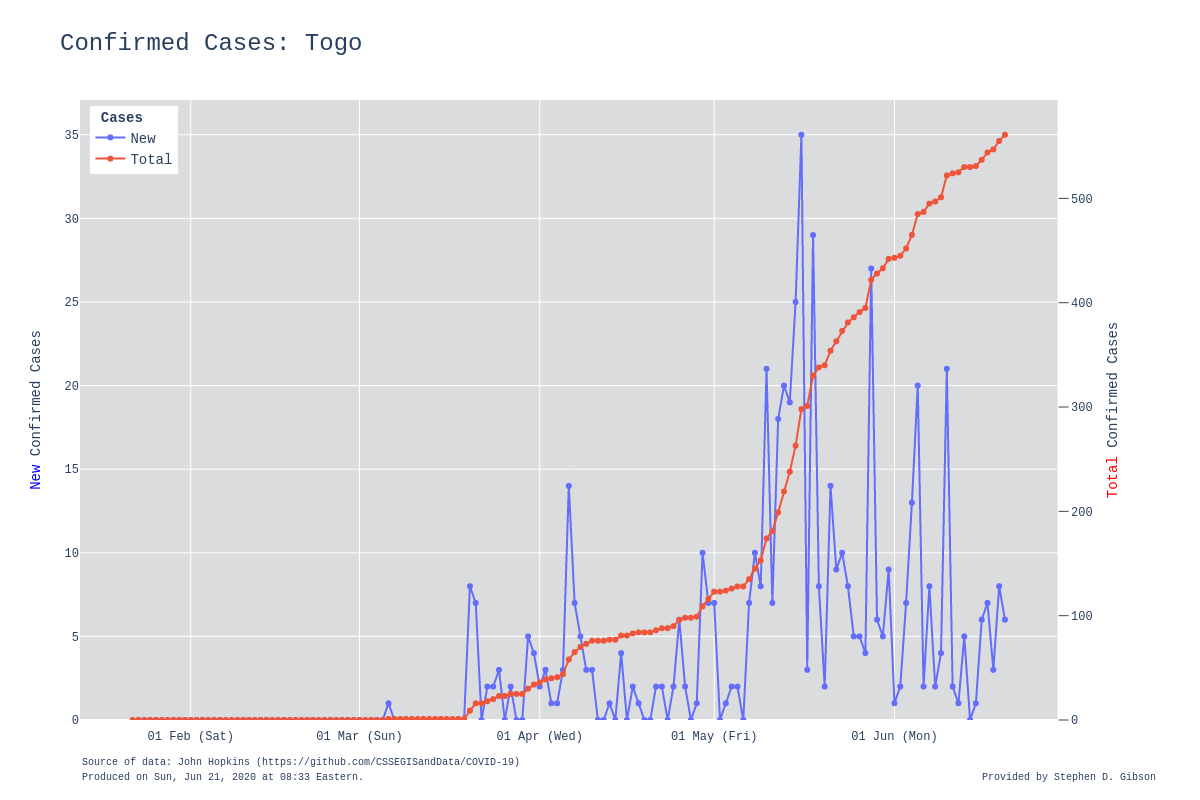 Confirmed Cases: Togo
Cases
New
Total
35
30
25
20
15
10
5
0
500
400
300
200
100
0
New Confirmed Cases
Total Confirmed Cases
01 Feb (Sat)
01 Mar (Sun)
01 Apr (Wed)
01 May (Fri)
01 Jun (Mon)
Source of data: John Hopkins (https://github.com/CSSEGISandData/COVID-19)
Produced on Sun, Jun 21, 2020 at 08:33 Eastern.
Provided by Stephen D. Gibson